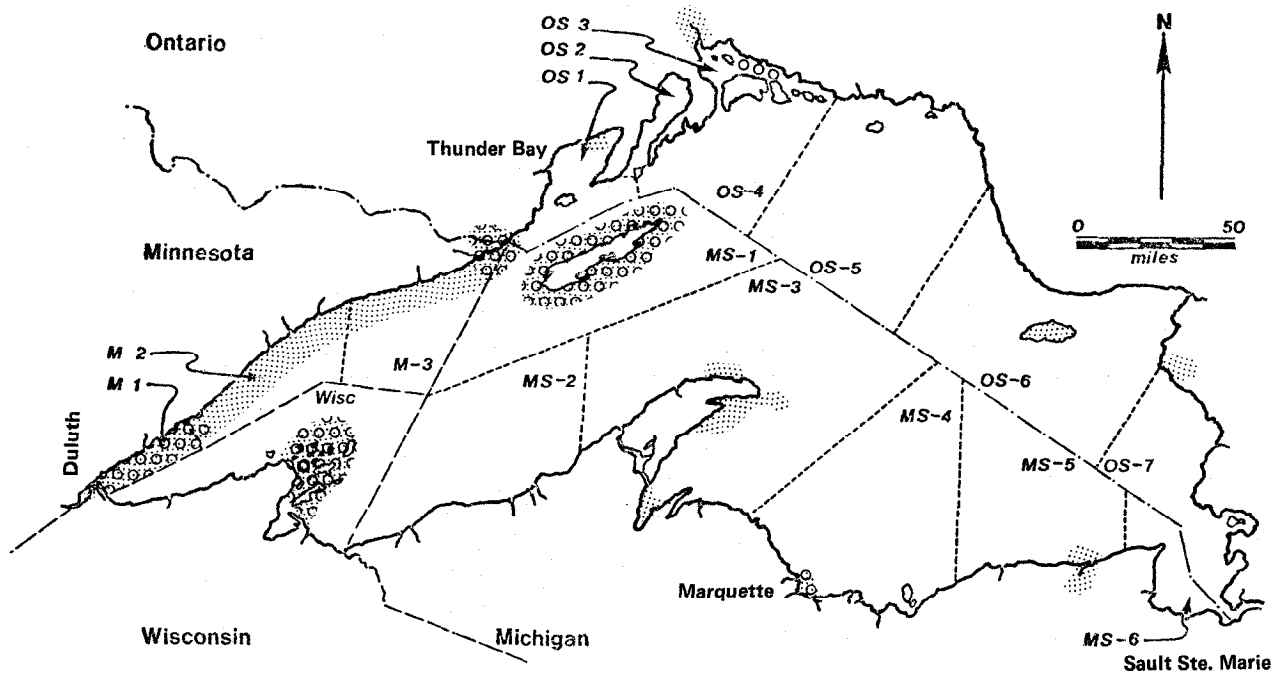 Ontario
OS 3
OS 2
OS 1
N
Thunder Bay
OS-4
0 50
miles
Minnesota
MS-1
OS-5
MS-3
M 2
M-3
M 1
MS-2
Wisc
OS-6
MS-4
Duluth
MS-5
OS-7
Marquette
Wisconsin
Michigan
MS-6
Sault Ste. Marie